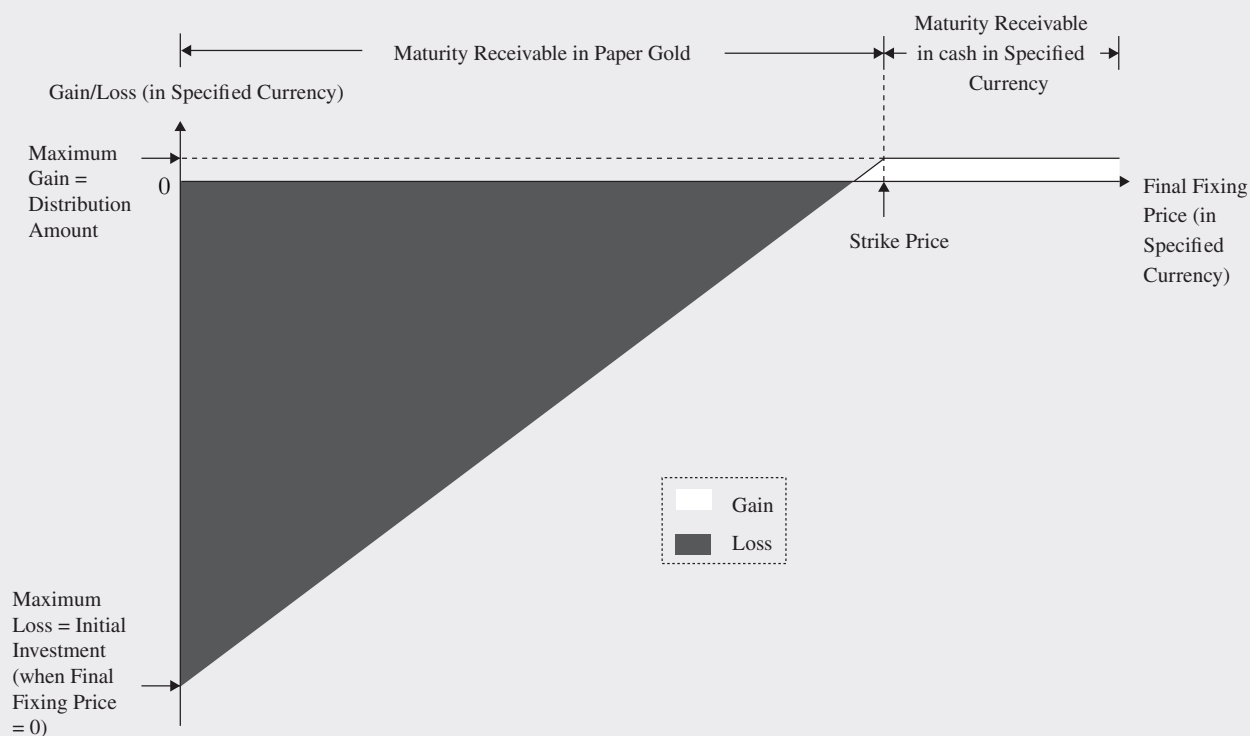 Maturity Receivable in Paper Gold
Maturity Receivable
in cash in Specified
Currency
Gain/Loss (in Specified Currency)
Maximum
Gain =
Distribution
Amount
0
Final Fixing
Price (in
Specified
Currency)
Strike Price
Gain
Loss
Maximum
Loss = Initial
Investment
(when Final
Fixing Price
= 0)